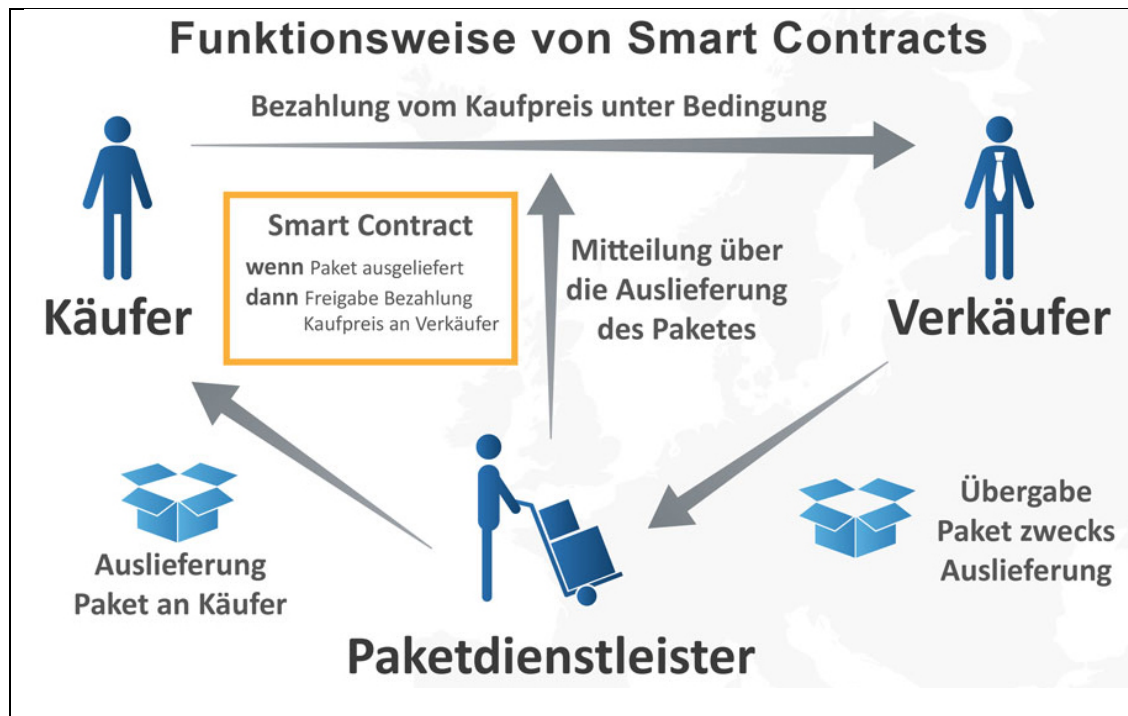 Funktionsweise von Smart Contracts
Bezahlung vom Kaufpreis unter Bedingung
Smart Contract
wenn Paket ausgeliefert
dann Freigabe Bezahlung
Kaufpreis an Verkäufer
Mitteilung über
die Auslieferung
des Paketes
Käufer
Verkäufer
Auslieferung
Paket an Käufer
Übergabe
Paket zwecks
Auslieferung
Paketdienstleister